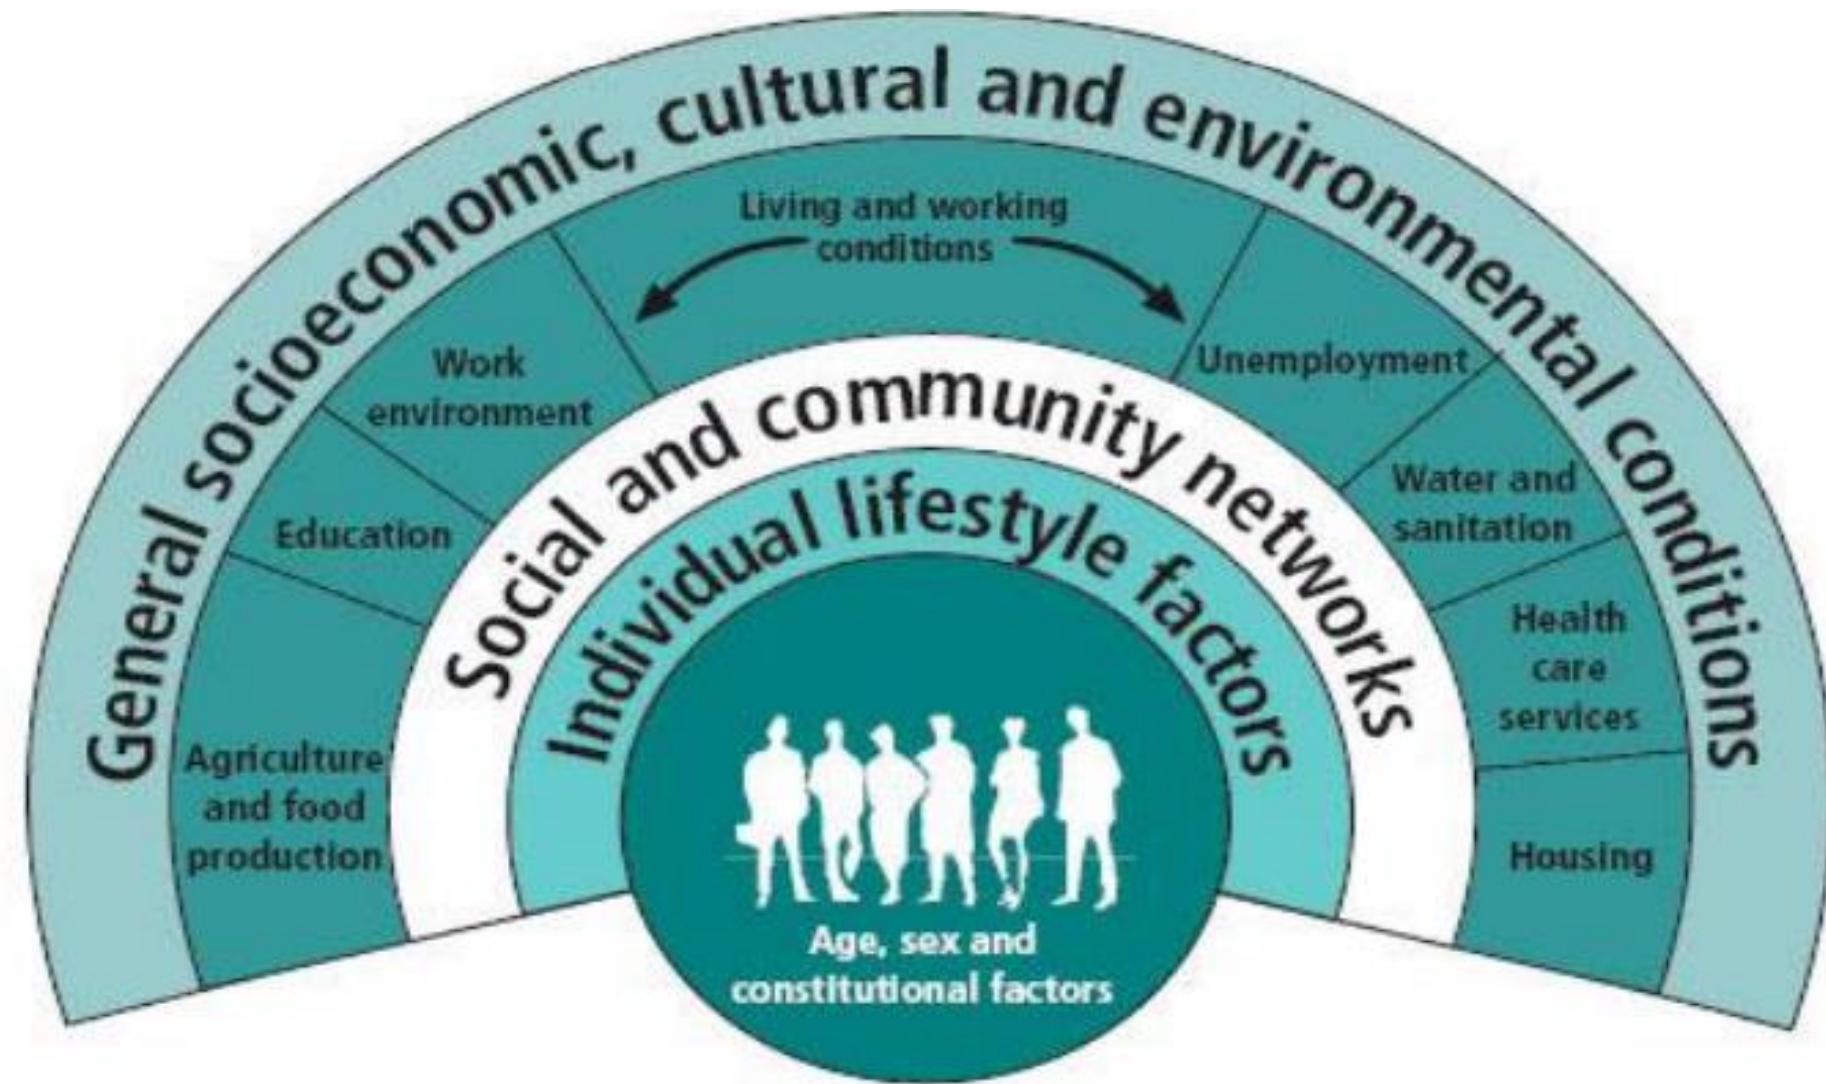 General socioeconomic, cultural and environmental conditions
Living and working
conditions
Work
environment
Unemployment
Education
Water and
sanitation
Agriculture
and food
production
Health
care
services
Housing
Social and community networks
Individual lifestyle factors
Age, sex and
constitutional factors